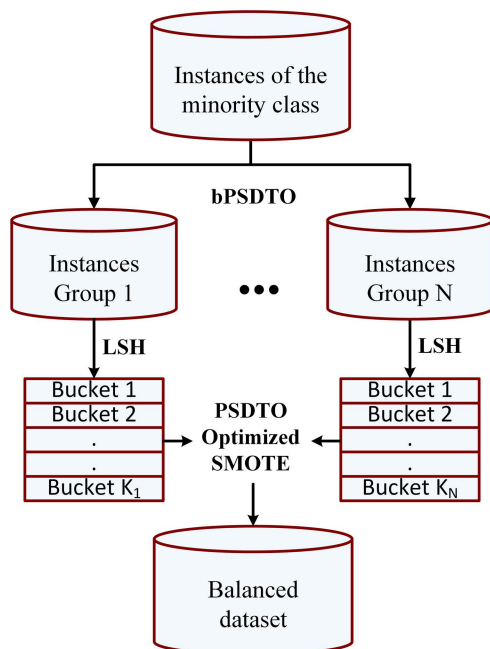 Instances of the
minority class
bPSDTO
Instances
Group 1
...
Instances
Group N
LSH
LSH
Bucket 1
Bucket 2
.
.
Bucket K₁
PSDTO
Optimized
SMOTE
Bucket 1
Bucket 2
.
.
Bucket K_N
Balanced
dataset